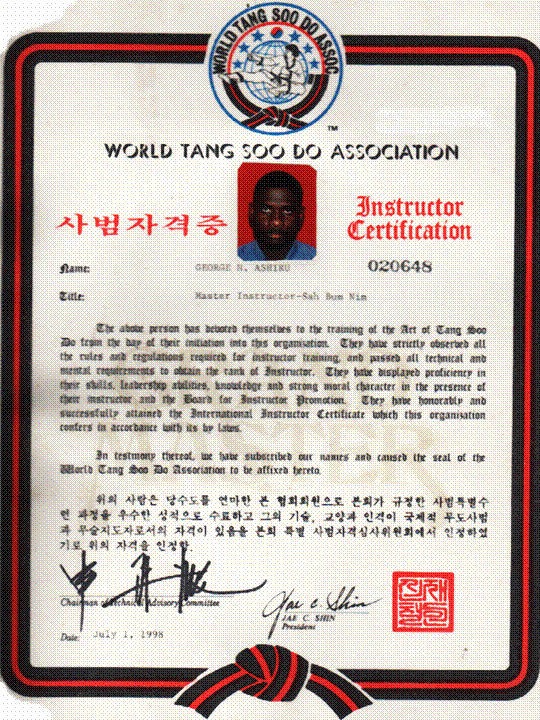 WORLD TANG SOO DO ASSOC
TM
WORLD TANG SOO DO ASSOCIATION
사범자격증
Instructor
Certification
Name: GEORGE H. ASHIRU 020648
Title: Master Instructor-Sah Bum Nim
The above person has devoted themselves to the training of the Art of Tang Soo
Do from the day of their initiation into this organization. They have strictly observed all
the rules and regulations required for instructor training, and passed all technical and
mental requirements to obtain the rank of Instructor. They have displayed proficiency in
their skills, leadership abilities, knowledge and strong moral character in the presence of
their instructor and the Board for Instructor Promotion. They have honorably and
successfully attained the International Instructor Certificate which this organization
confers in accordance with its by laws.
In testimony thereof, we have subscribed our names and caused the seal of the
World Tang Soo Do Association to be affixed hereto.
MASTER
위의 사람은 당수도를 연마한 본 협회회원으로 본회가 규정한 사범특별수
련 과정을 우수한 성적으로 수료하고 그의 기술, 교양과 인격이 국제적 무도사범
과 무술지도자로서의 자격이 있음을 본회 특별 사범자격심사위원회에서 인정하였
기로 위의 자격을 인정함
Chairman of Technical Advisory Committee
Jae C. Shin
JAE C. SHIN
President
Date: July 1, 1998